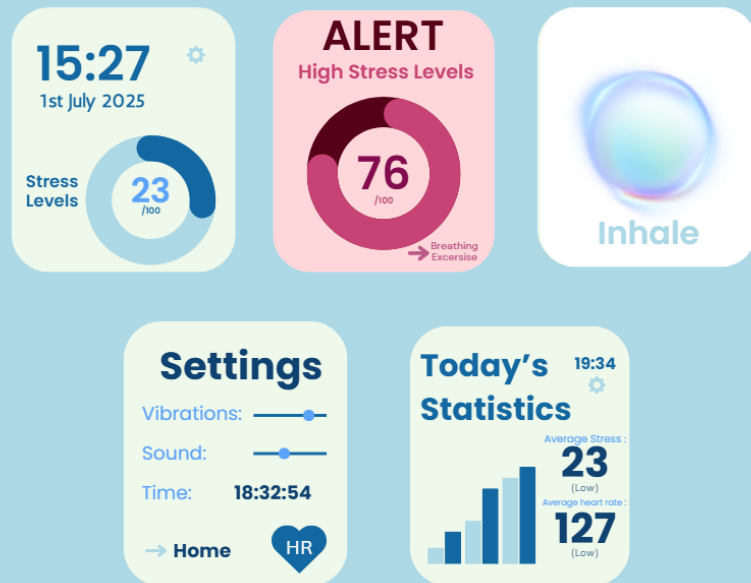 15:27
1st July 2025
Stress
Levels
23
/100
ALERT
High Stress Levels
76
/100
Breathing
Excersise
Inhale
Settings
Vibrations:
Sound:
Time: 18:32:54
Home
HR
Today's
Statistics
19:34
Average Stress :
23
(Low)
Average heart rate :
127
(Low)